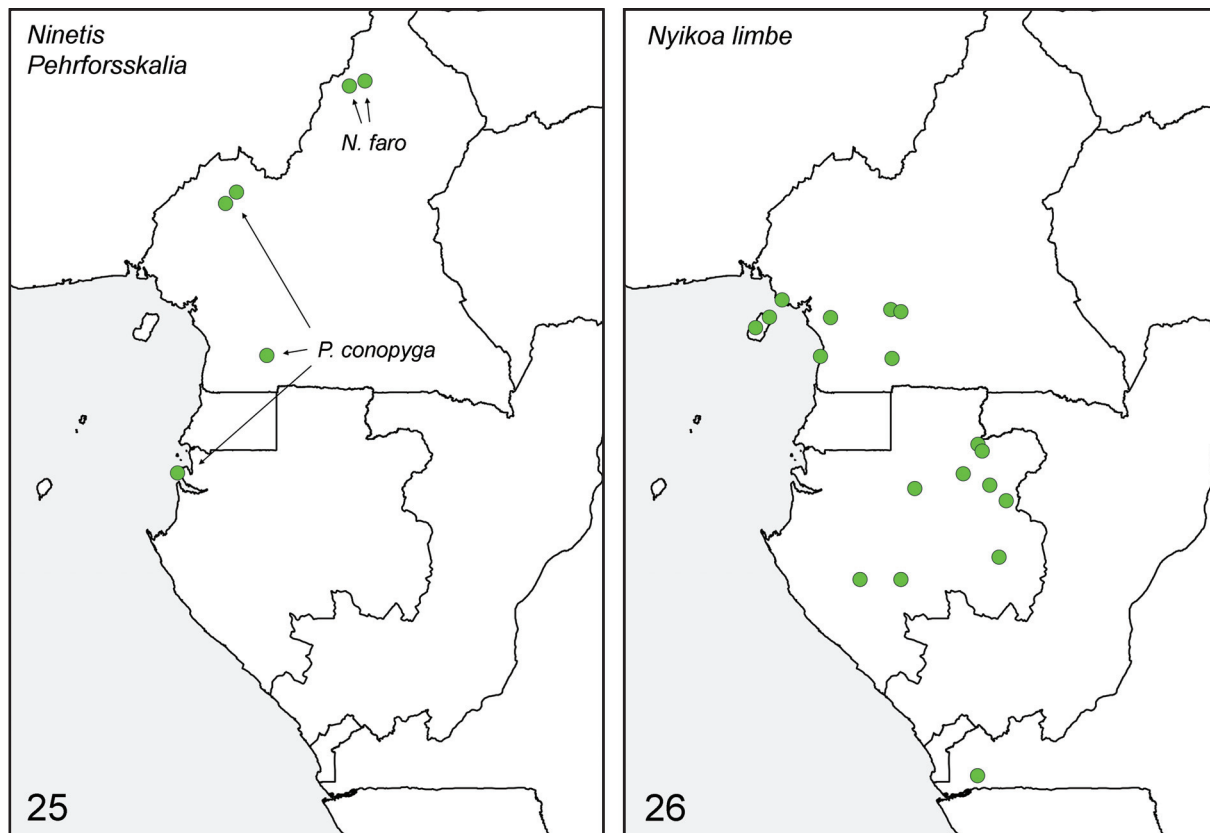 Ninetis
Pehrforsskalia
N. faro
P. conopyga
25
Nyikoa limbe
26